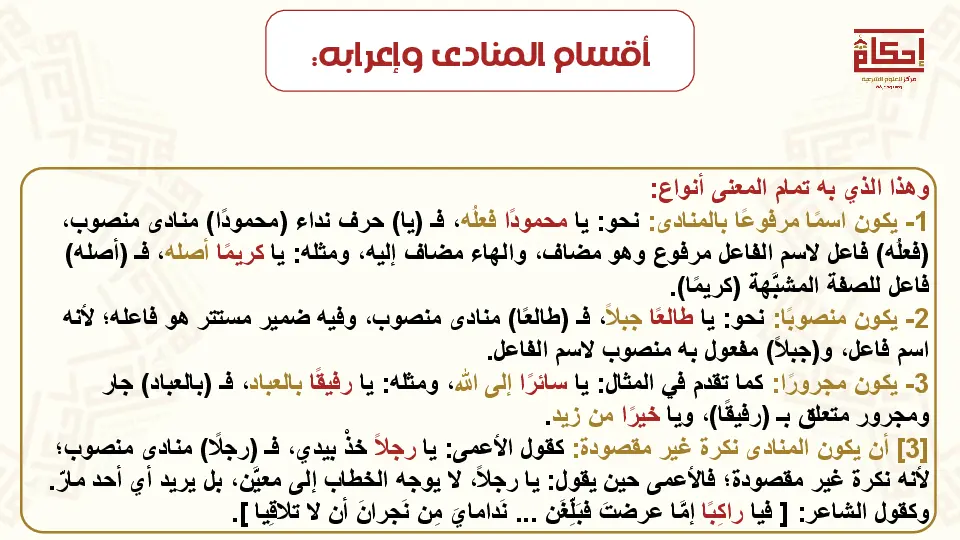 أقسام المنادى وإعرابه:
إحكام
مركز للعلوم الشرعية
وهذا الذي به تمام المعنى أنواع:
1- يكون اسمًا مرفوعًا بالمنادى: نحو: يا محمودًا فعلُه، فـ (يا) حرف نداء (محمودًا) منادى منصوب،
(فعلُه) فاعل لاسم الفاعل مرفوع وهو مضاف، والهاء مضاف إليه، ومثله: يا كريمًا أصله، فـ (أصله)
فاعل للصفة المشبَّهة (كريمًا).
2- يكون منصوبًا: نحو: يا طالعًا جبلاً، فـ (طالعًا) منادى منصوب، وفيه ضمير مستتر هو فاعله؛ لأنه
اسم فاعل، و(جبلاً) مفعول به منصوب لاسم الفاعل.
3- يكون مجرورًا: كما تقدم في المثال: يا سائرًا إلى الله، ومثله: يا رفيقًا بالعباد، فـ (بالعباد) جار
ومجرور متعلق بـ (رفيقًا)، ويا خيرًا من زيد.
[3] أن يكون المنادى نكرة غير مقصودة: كقول الأعمى: يا رجلاً خذْ بيدي، فـ (رجلًا) منادى منصوب؛
لأنه نكرة غير مقصودة؛ فالأعمى حين يقول: يا رجلاً، لا يوجه الخطاب إلى معيَّن، بل يريد أي أحد مارّ.
وكقول الشاعر: [ فيا راكِبًا إمَّا عرضتَ فبَلِّغَن ... نَدامايَ مِن نَجرانَ أن لا تلاقِيا ].